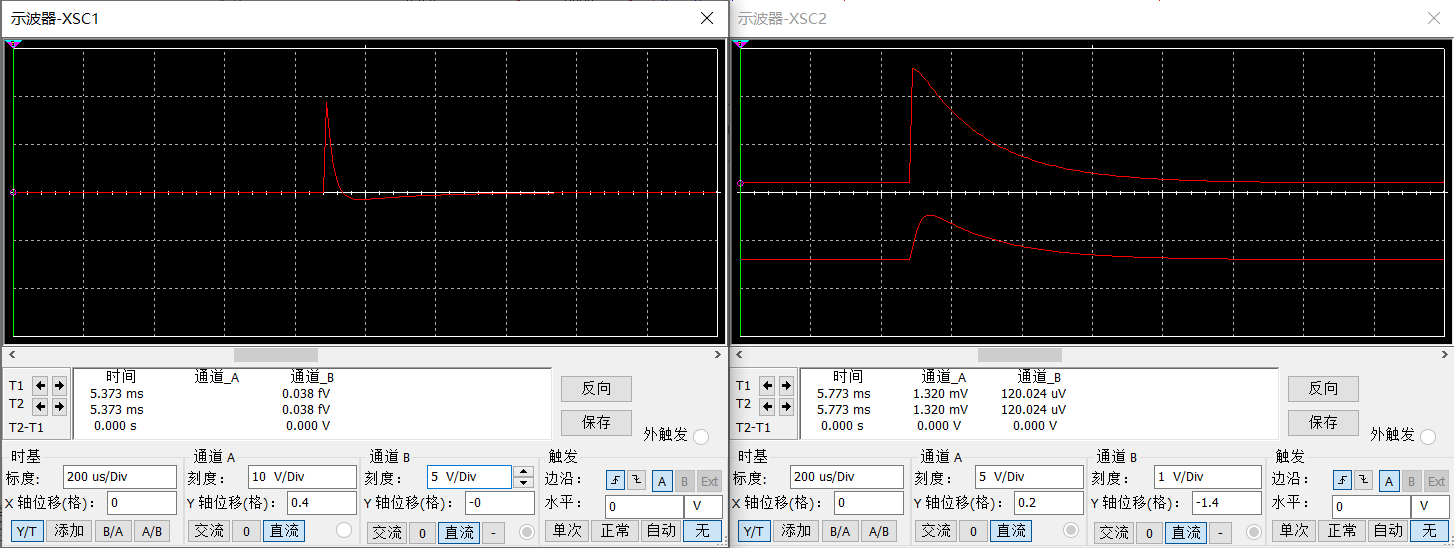 示波器-XSC1
时间 通道_A 通道_B
T1 5.373 ms 0.038 fV
T2 5.373 ms 0.038 fV
T2-T1 0.000 s 0.000 V
反向
保存
外触发
时基 通道 A 通道 B 触发
标度: 200 us/Div 刻度: 10 V/Div 刻度: 5 V/Div 边沿: A B Ext
X 轴位移(格): 0 Y 轴位移(格): 0.4 Y 轴位移(格): -0 水平: 0 V
Y/T 添加 B/A A/B 交流 0 直流 交流 0 直流 - 单次 正常 自动 无
示波器-XSC2
时间 通道_A 通道_B
T1 5.773 ms 1.320 mV 120.024 uV
T2 5.773 ms 1.320 mV 120.024 uV
T2-T1 0.000 s 0.000 V 0.000 V
反向
保存
外触发
时基 通道 A 通道 B 触发
标度: 200 us/Div 刻度: 5 V/Div 刻度: 1 V/Div 边沿: A B Ext
X 轴位移(格): 0 Y 轴位移(格): 0.2 Y 轴位移(格): -1.4 水平: 0 V
Y/T 添加 B/A A/B 交流 0 直流 交流 0 直流 - 单次 正常 自动 无